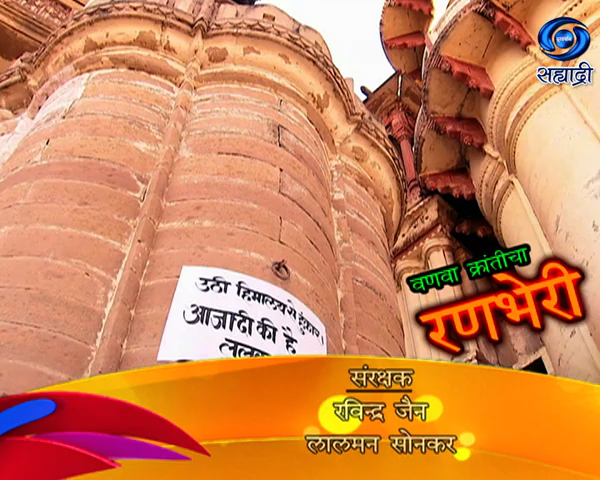 सह्याद्री
वणवा क्रांतीचा
रणभेरी
उठी हिमालय से हुंकार।
आजादी की है
संरक्षक
रविन्द्र जैन
लालमन सोनकर